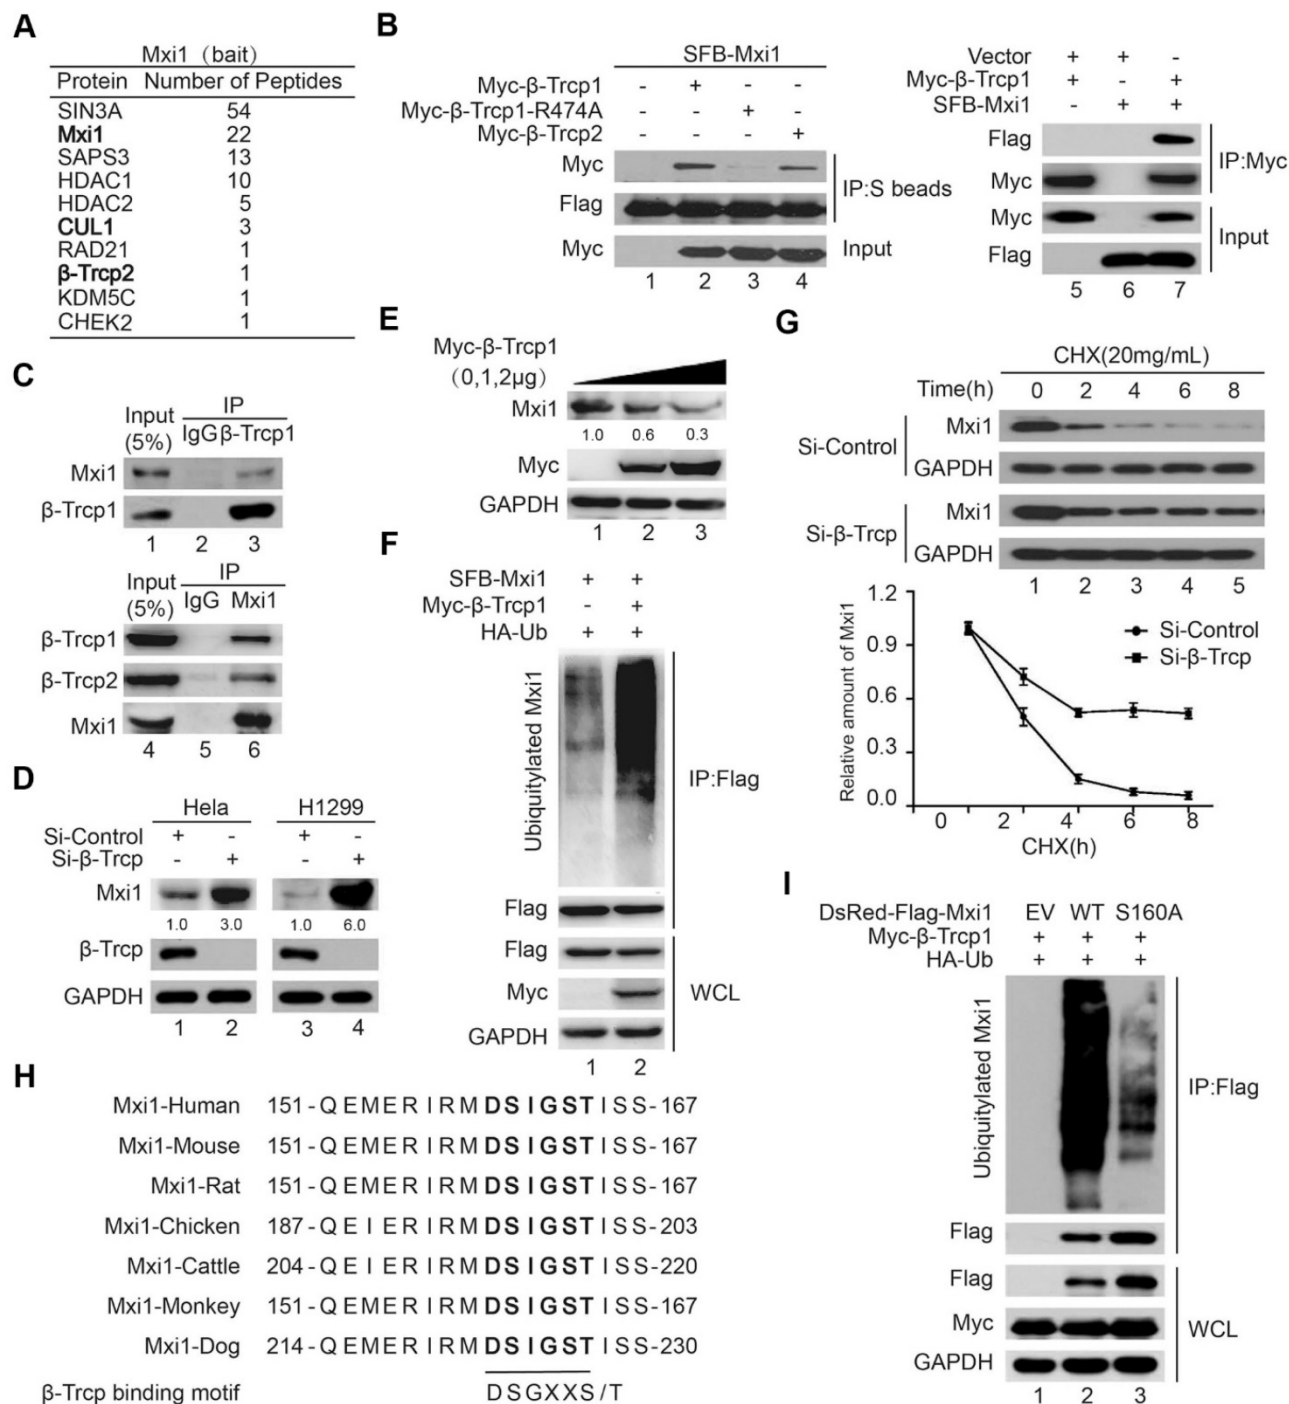 A
Mxi1 （bait）
Protein Number of Peptides
SIN3A 54
Mxi1 22
SAPS3 13
HDAC1 10
HDAC2 5
CUL1 3
RAD21 1
β-Trcp2 1
KDM5C 1
CHEK2 1
B
SFB-Mxi1
Myc-β-Trcp1 - + - -
Myc-β-Trcp1-R474A - - + -
Myc-β-Trcp2 - - - +
Myc
Flag
IP:S beads
Myc Input
1 2 3 4
Vector + + -
Myc-β-Trcp1 + - +
SFB-Mxi1 - + +
Flag
Myc
IP:Myc
Myc
Flag
Input
5 6 7
C
Input (5%)
IP
IgG β-Trcp1
Mxi1
β-Trcp1
1 2 3
Input (5%)
IP
IgG Mxi1
β-Trcp1
β-Trcp2
Mxi1
4 5 6
D
Hela H1299
Si-Control + - + -
Si-β-Trcp - + - +
Mxi1
1.0 3.0 1.0 6.0
β-Trcp
GAPDH
1 2 3 4
E
Myc-β-Trcp1
（0,1,2μg）
Mxi1
1.0 0.6 0.3
Myc
GAPDH
1 2 3
F
SFB-Mxi1 + +
Myc-β-Trcp1 - +
HA-Ub + +
Ubiquitylated Mxi1
IP:Flag
Flag
Flag
Myc
WCL
GAPDH
1 2
G
CHX(20mg/mL)
Time(h) 0 2 4 6 8
Si-Control
Mxi1
GAPDH
Si-β-Trcp
Mxi1
GAPDH
1 2 3 4 5
Relative amount of Mxi1
1.2
0.9
0.6
0.3
0.0
Si-Control
Si-β-Trcp
0 2 4 6 8
CHX(h)
H
Mxi1-Human 151-QEMERIRMDSIGSTISS-167
Mxi1-Mouse 151-QEMERIRMDSIGSTISS-167
Mxi1-Rat 151-QEMERIRMDSIGSTISS-167
Mxi1-Chicken 187-QEIERIRMDSIGSTISS-203
Mxi1-Cattle 204-QEIERIRMDSIGSTISS-220
Mxi1-Monkey 151-QEMERIRMDSIGSTISS-167
Mxi1-Dog 214-QEMERIRMDSIGSTISS-230
β-Trcp binding motif DSGXXS/T
I
DsRed-Flag-Mxi1 EV WT S160A
Myc-β-Trcp1 + + +
HA-Ub + + +
Ubiquitylated Mxi1
IP:Flag
Flag
Flag
Myc
WCL
GAPDH
1 2 3